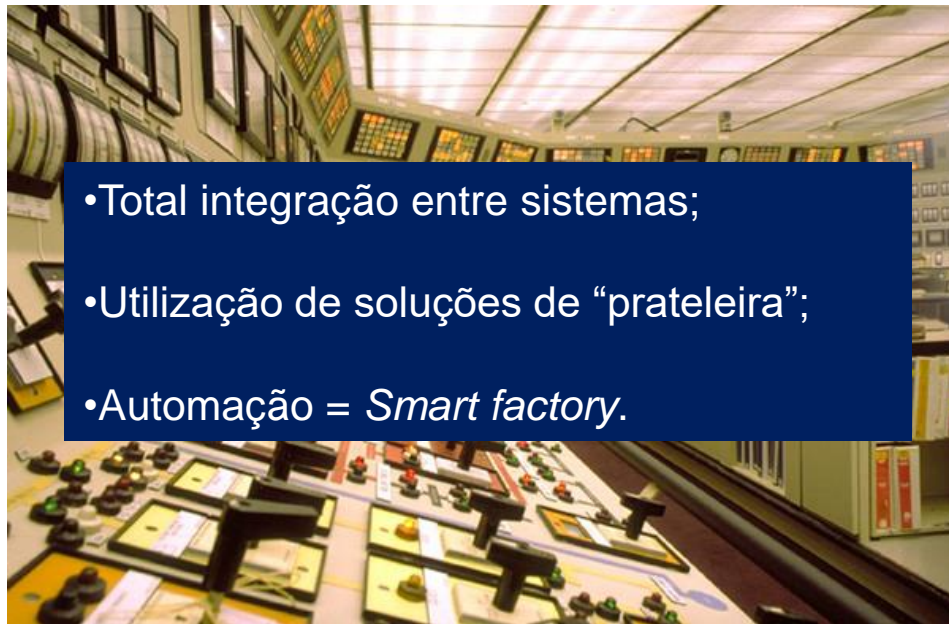 •Total integração entre sistemas;
•Utilização de soluções de “prateleira”;
•Automação = Smart factory.